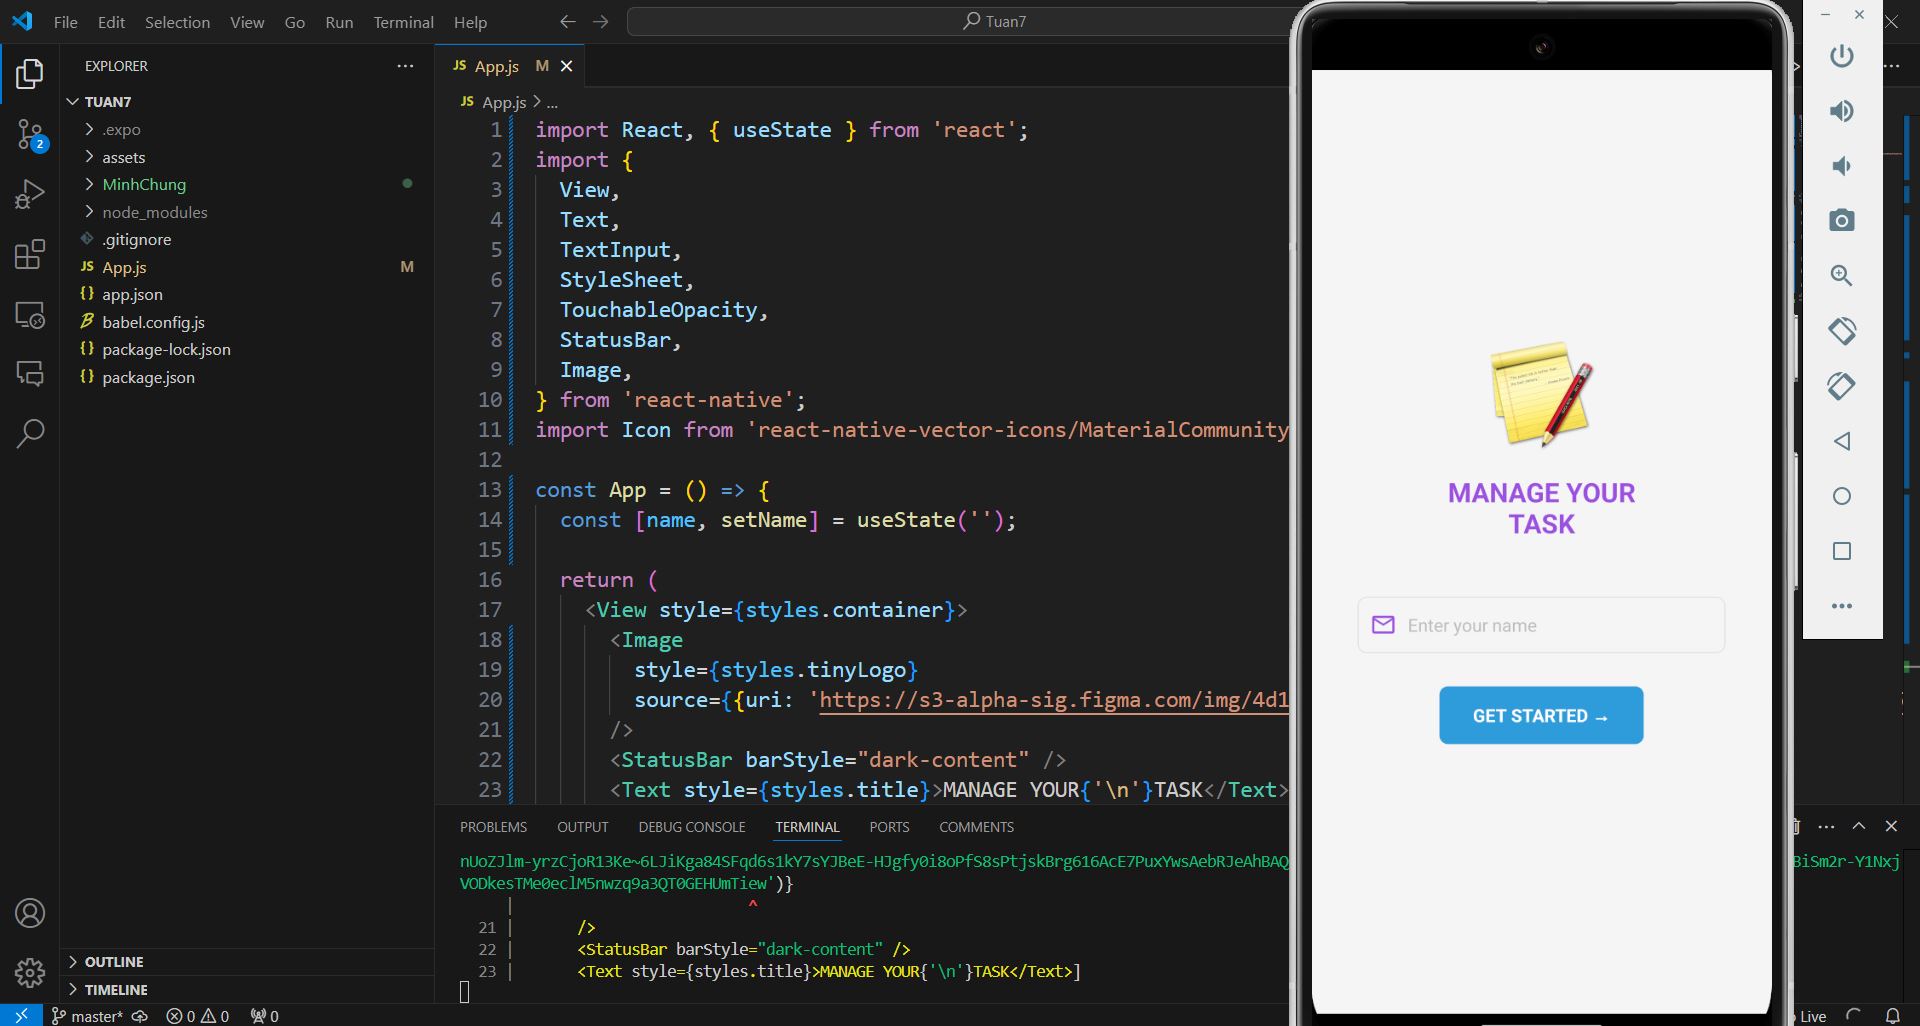 File Edit Selection View Go Run Terminal Help
Tuan7
EXPLORER
TUAN7
.expo
assets
MinhChung
node_modules
.gitignore
JS App.js M
{} app.json
babel.config.js
{} package-lock.json
{} package.json
OUTLINE
TIMELINE
2
JS App.js M
JS App.js > ...
1 import React, { useState } from 'react';
2 import {
3 View,
4 Text,
5 TextInput,
6 StyleSheet,
7 TouchableOpacity,
8 StatusBar,
9 Image,
10 } from 'react-native';
11 import Icon from 'react-native-vector-icons/MaterialCommunity
12
13 const App = () => {
14 const [name, setName] = useState('');
15
16 return (
17 <View style={styles.container}>
18 <Image
19 style={styles.tinyLogo}
20 source={{uri: 'https://s3-alpha-sig.figma.com/img/4d1
21 />
22 <StatusBar barStyle="dark-content" />
23 <Text style={styles.title}>MANAGE YOUR{'\n'}TASK</Text>
PROBLEMS OUTPUT DEBUG CONSOLE TERMINAL PORTS COMMENTS
nUoZJlm-yrzCjoR13Ke~6LJiKga84SFqd6s1kY7sYJBeE-HJgfy0i8oPfS8sPtjskBrg616AcE7PuxYwsAebRJeAhBAQ
BiSm2r-Y1Nxj
VODkesTMe0eclM5nwzq9a3QT0GEHUmTiew')}
| ^
21 | />
22 | <StatusBar barStyle="dark-content" />
23 | <Text style={styles.title}>MANAGE YOUR{'\n'}TASK</Text>]
master* 0 0 0
Live
MANAGE YOUR
TASK
Enter your name
GET STARTED →